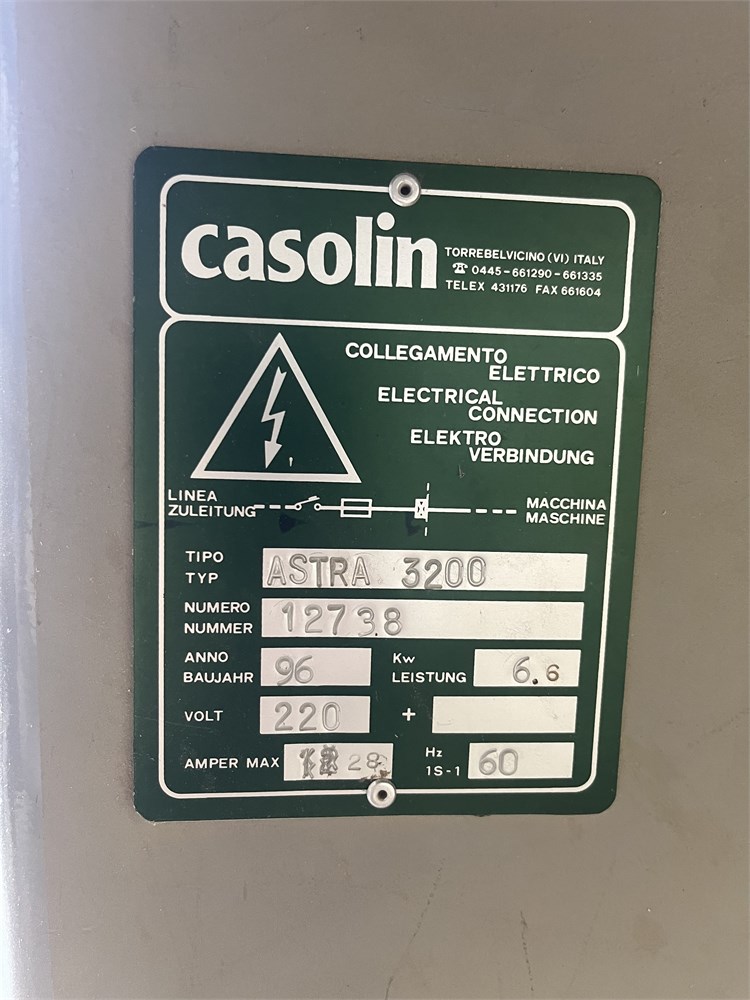 casolin
TORREBELVICINO (VI) ITALY
☎ 0445-661290-661335
TELEX 431176 FAX 661604
COLLEGAMENTO
ELETTRICO
ELECTRICAL
CONNECTION
ELEKTRO
VERBINDUNG
LINEA
ZULEITUNG
MACCHINA
MASCHINE
TIPO
TYP
ASTRA 3200
NUMERO
NUMMER
12738
ANNO
BAUJAHR
96
Kw
LEISTUNG
6.6
VOLT
220
+
AMPER MAX
28
Hz
1S-1
60